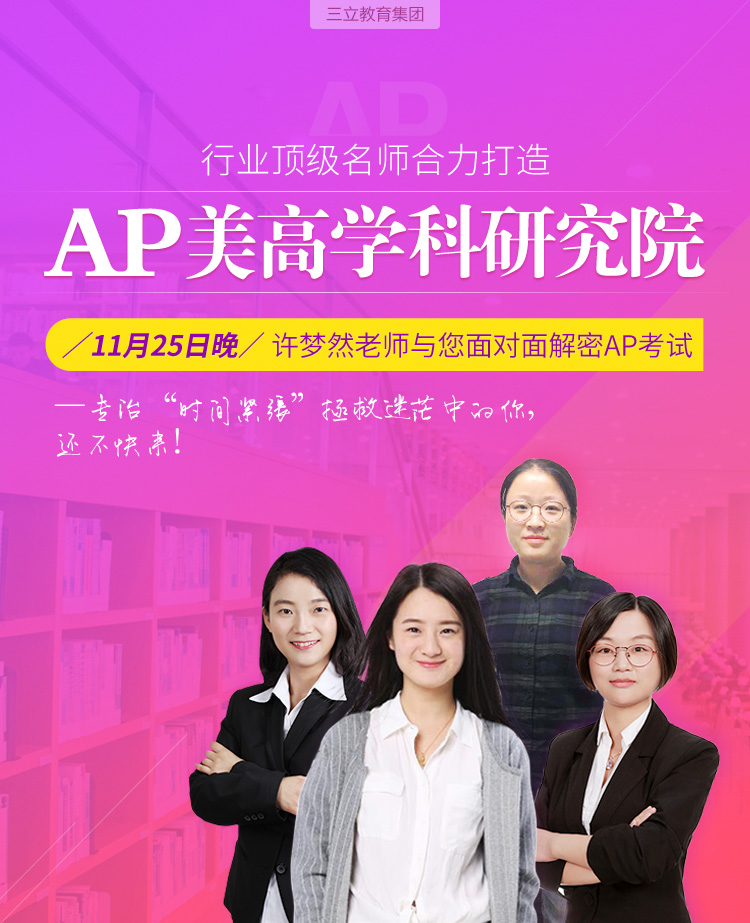 三立教育集团
AP
行业顶级名师合力打造
AP美高学科研究院
／11月25日晚／ 许梦然老师与您面对面解密AP考试
—专治“时间紧张”拯救迷茫中的你，
还不快来！